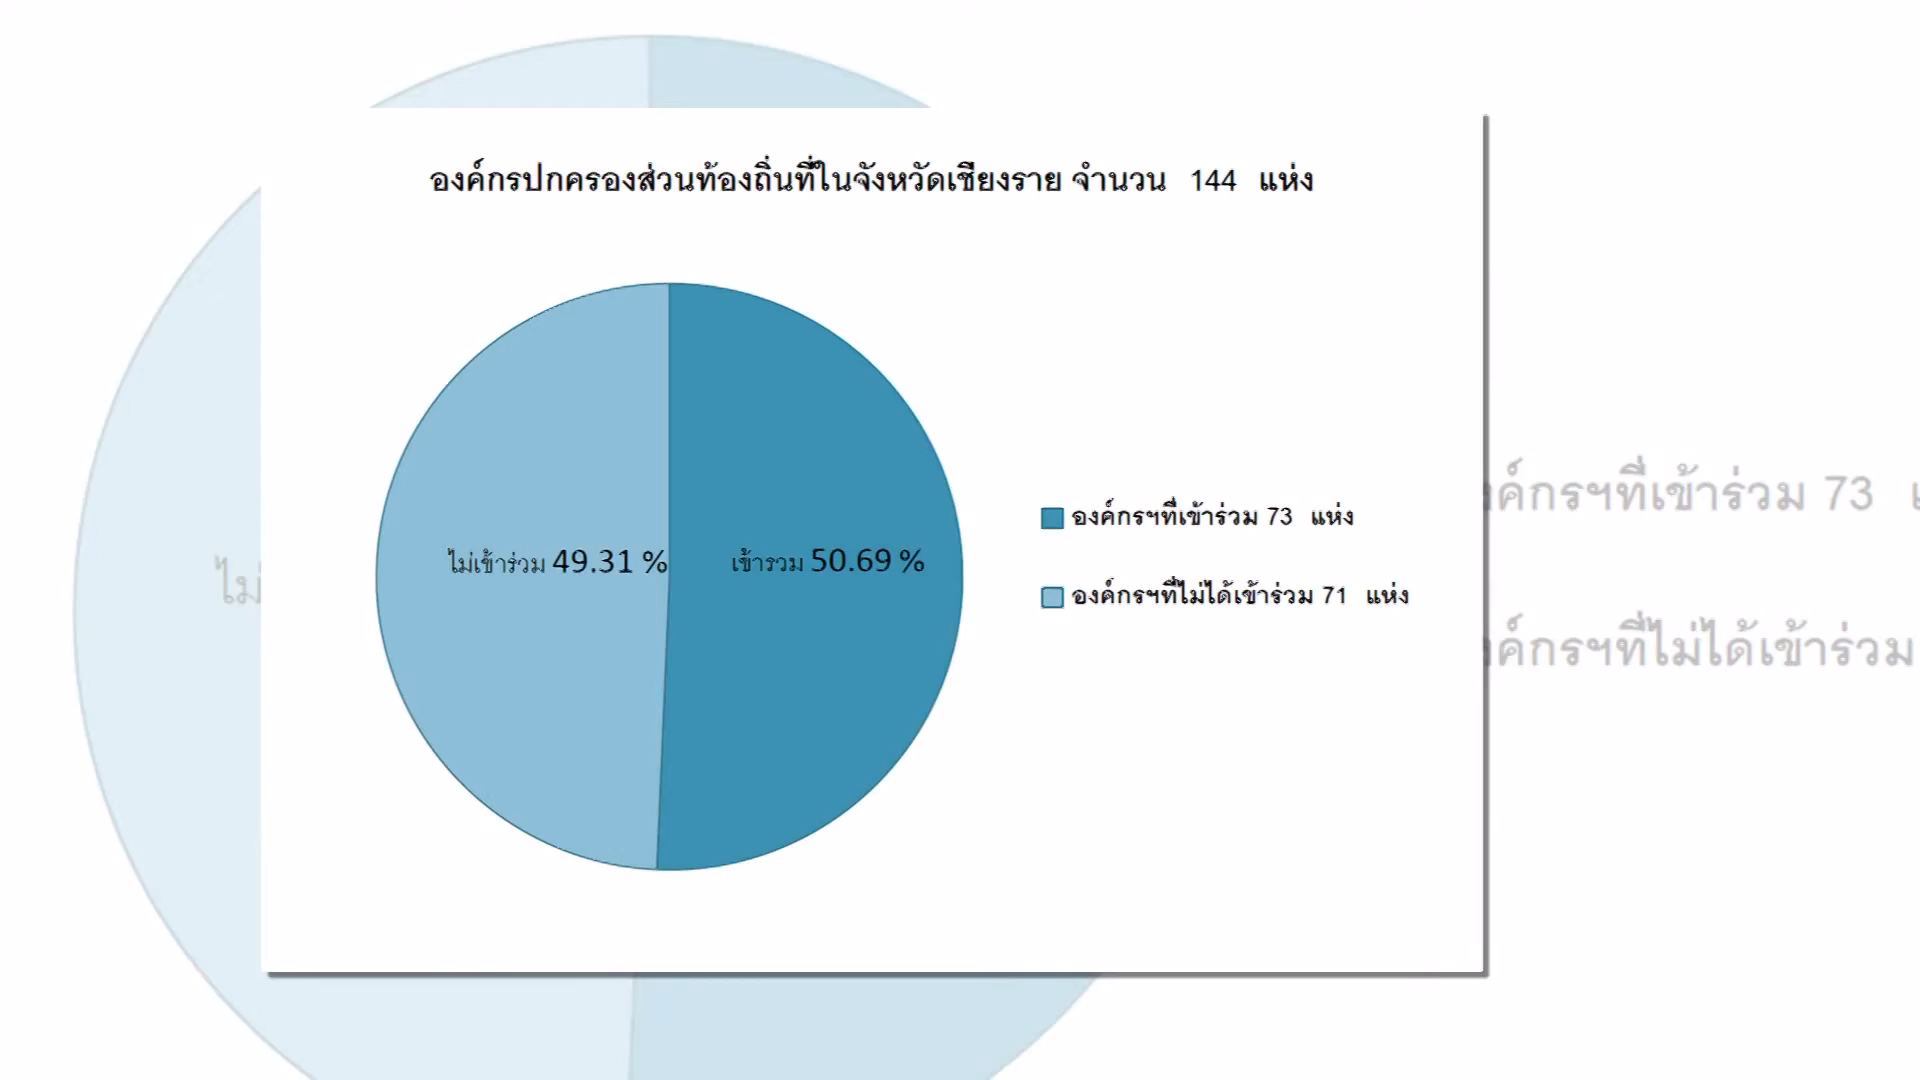 องค์กรปกครองส่วนท้องถิ่นที่ในจังหวัดเชียงราย จำนวน 144 แห่ง
ไม่เข้าร่วม 49.31 %
เข้ารวม 50.69 %
องค์กรฯที่เข้าร่วม 73 แห่ง
องค์กรฯที่ไม่ได้เข้าร่วม 71 แห่ง
ค์กรฯที่เข้าร่วม 73
ค์กรฯที่ไม่ได้เข้าร่วม
ไม่